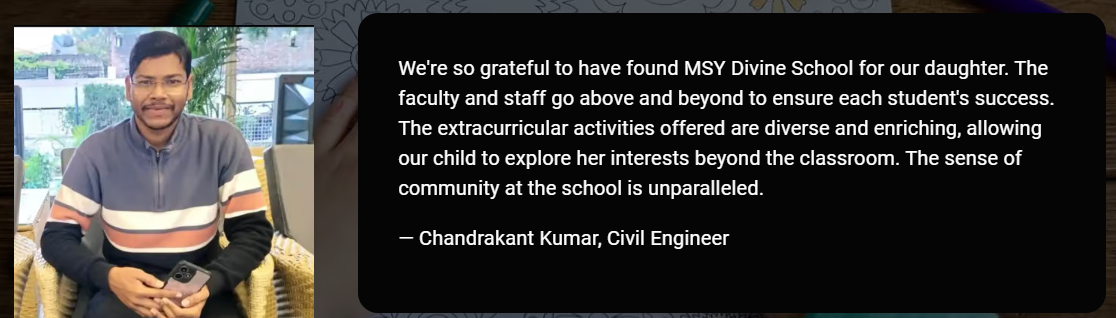 We're so grateful to have found MSY Divine School for our daughter. The
faculty and staff go above and beyond to ensure each student's success.
The extracurricular activities offered are diverse and enriching, allowing
our child to explore her interests beyond the classroom. The sense of
community at the school is unparalleled.
— Chandrakant Kumar, Civil Engineer